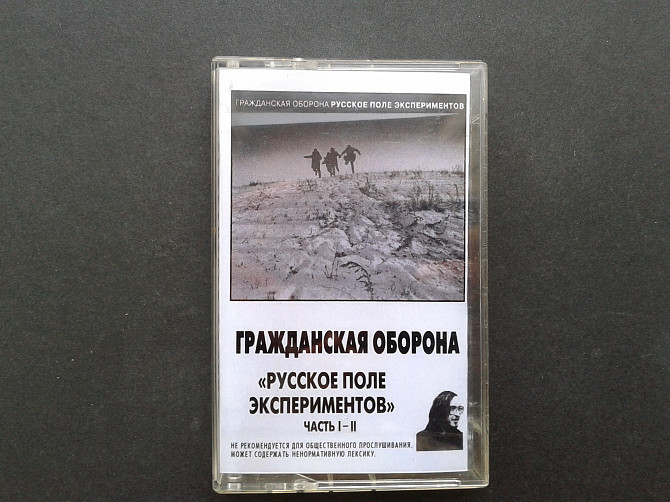 ГРАЖДАНСКАЯ ОБОРОНА РУССКОЕ ПОЛЕ ЭКСПЕРИМЕНТОВ
ГРАЖДАНСКАЯ ОБОРОНА
«РУССКОЕ ПОЛЕ
ЭКСПЕРИМЕНТОВ»
ЧАСТЬ I – II
НЕ РЕКОМЕНДУЕТСЯ ДЛЯ ОБЩЕСТВЕННОГО ПРОСЛУШИВАНИЯ.
МОЖЕТ СОДЕРЖАТЬ НЕНОРМАТИВНУЮ ЛЕКСИКУ.